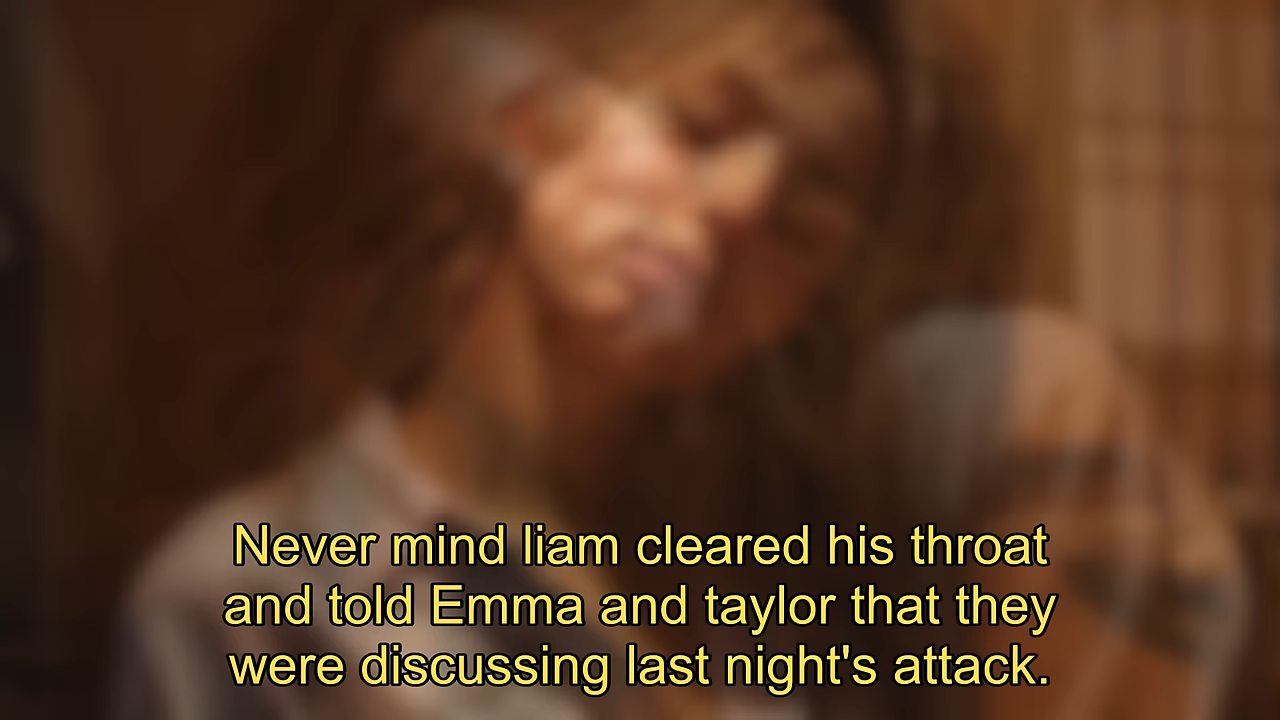 Never mind liam cleared his throat
and told Emma and taylor that they
were discussing last night's attack.